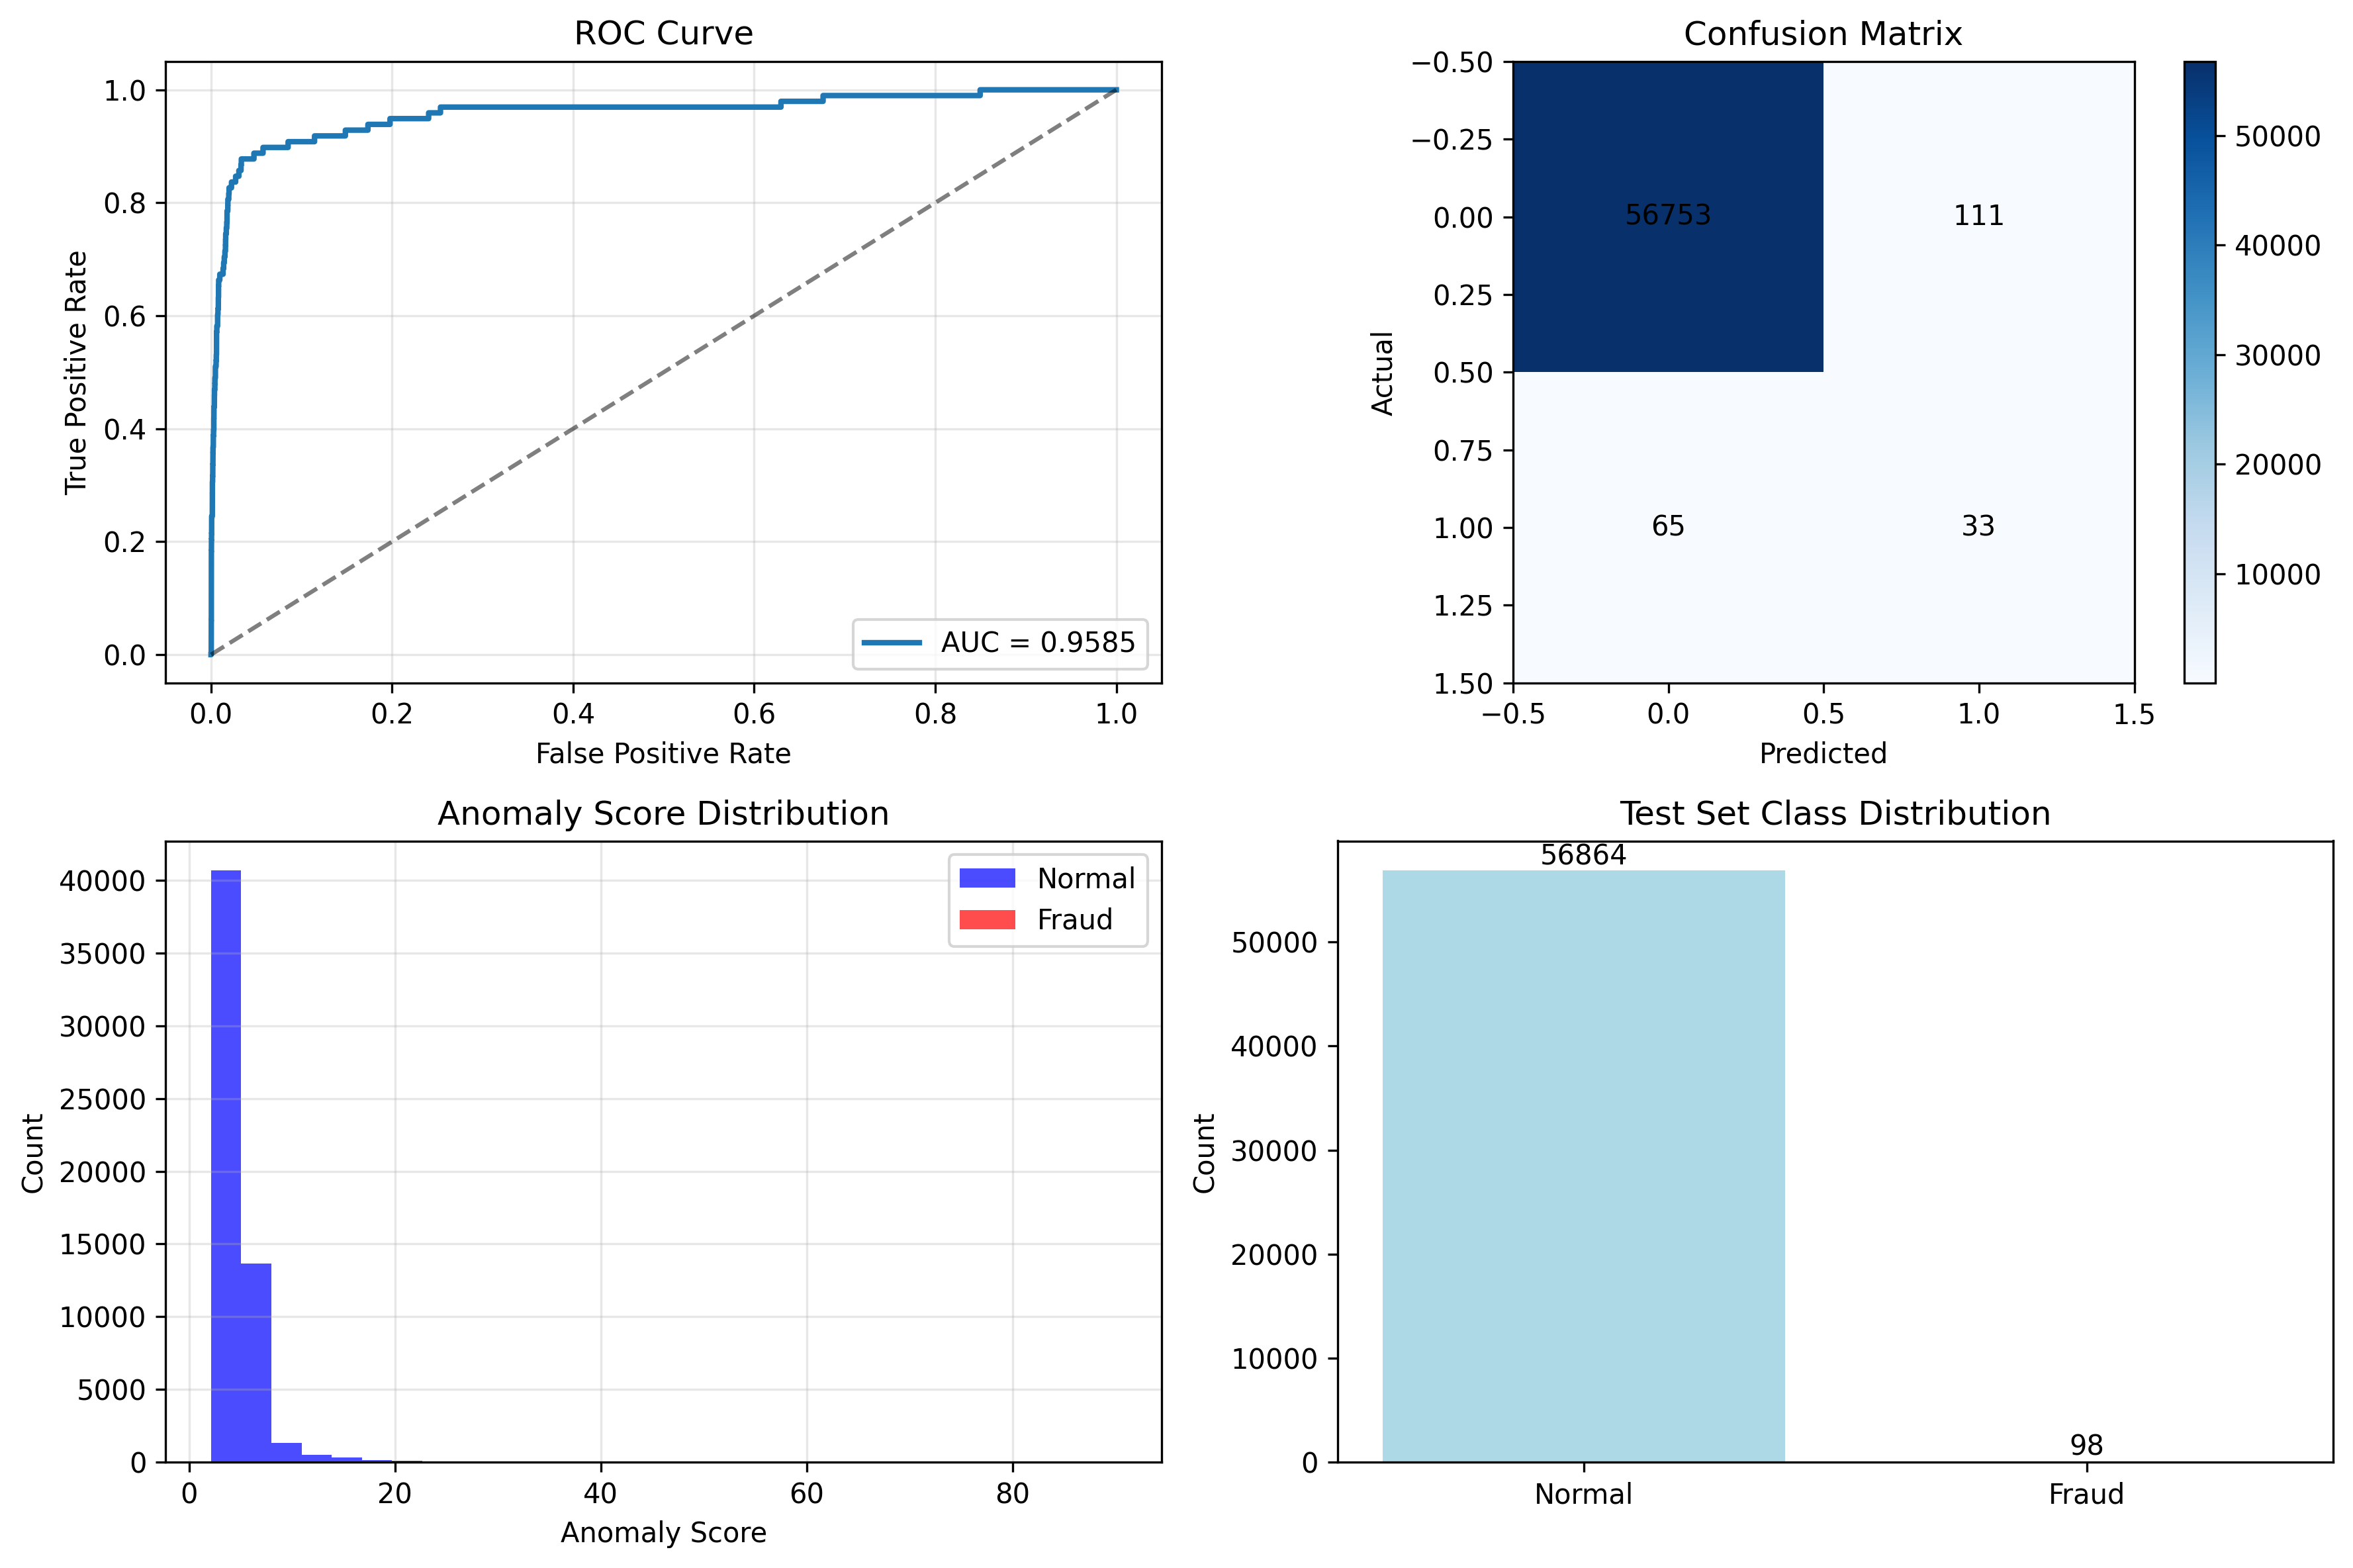 ROC Curve
1.0
0.8
0.6
0.4
0.2
0.0
True Positive Rate
AUC = 0.9585
0.0 0.2 0.4 0.6 0.8 1.0
False Positive Rate
Confusion Matrix
−0.50
−0.25
0.00
0.25
0.50
0.75
1.00
1.25
1.50
Actual
56753 111
65 33
−0.5 0.0 0.5 1.0 1.5
Predicted
50000
40000
30000
20000
10000
Anomaly Score Distribution
40000
35000
30000
25000
20000
15000
10000
5000
0
Count
Normal
Fraud
0 20 40 60 80
Anomaly Score
Test Set Class Distribution
56864
98
50000
40000
30000
20000
10000
0
Count
Normal Fraud